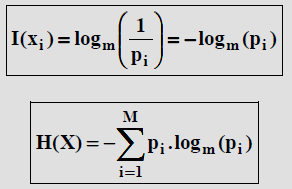 I(xᵢ) = logₘ(1/pᵢ) = −logₘ(pᵢ)
H(X) = −∑ᵢ₌₁ᴹ pᵢ.logₘ(pᵢ)